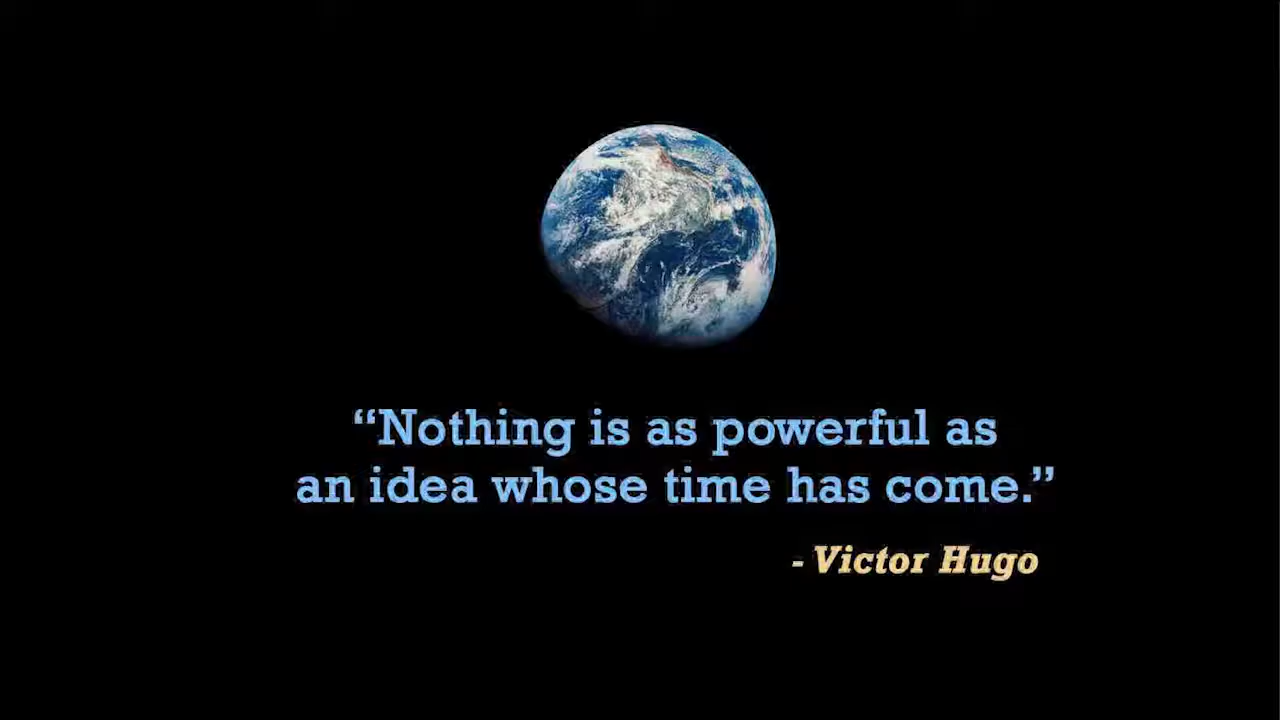 “Nothing is as powerful as
an idea whose time has come.”
- Victor Hugo